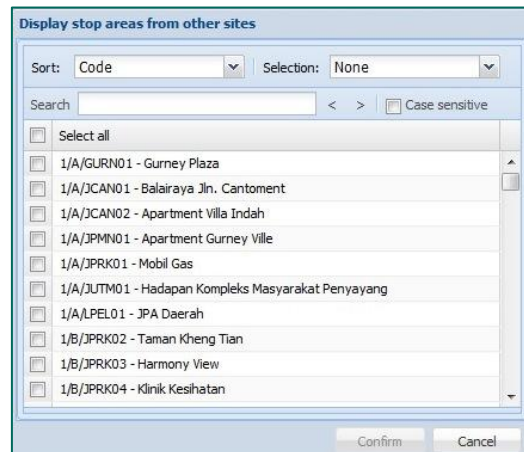 Display stop areas from other sites
Sort: Code Selection: None
Search < > Case sensitive
Select all
1/A/GURN01 - Gurney Plaza
1/A/JCAN01 - Balairaya Jln. Cantoment
1/A/JCAN02 - Apartment Villa Indah
1/A/JPMN01 - Apartment Gurney Ville
1/A/JPRK01 - Mobil Gas
1/A/JUTM01 - Hadapan Kompleks Masyarakat Penyayang
1/A/LPEL01 - JPA Daerah
1/B/JPRK02 - Taman Kheng Tian
1/B/JPRK03 - Harmony View
1/B/JPRK04 - Klinik Kesihatan
Confirm Cancel